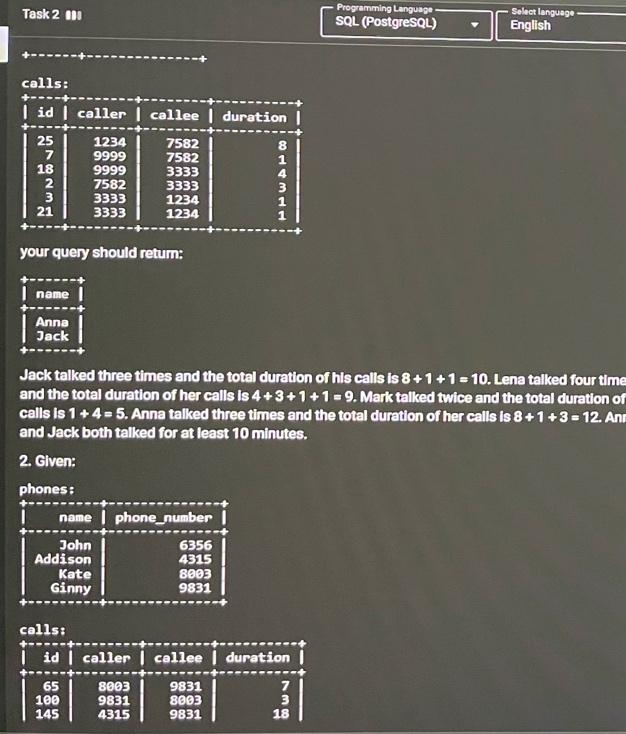 Task 2
Programming Language
SQL (PostgreSQL)
Select language
English
calls:
| id | caller | callee | duration |
| 25 | 1234 | 7582 | 8 |
| 7 | 9999 | 7582 | 1 |
| 18 | 9999 | 3333 | 4 |
| 2 | 7582 | 3333 | 3 |
| 3 | 3333 | 1234 | 1 |
| 21 | 3333 | 1234 | 1 |
your query should return:
| name |
| Anna |
| Jack |
Jack talked three times and the total duration of his calls is 8 + 1 + 1 = 10. Lena talked four time
and the total duration of her calls is 4 + 3 + 1 + 1 = 9. Mark talked twice and the total duration of
calls is 1 + 4 = 5. Anna talked three times and the total duration of her calls is 8 + 1 + 3 = 12. Ann
and Jack both talked for at least 10 minutes.
2. Given:
phones:
| name | phone_number |
| John | 6356 |
| Addison | 4315 |
| Kate | 8003 |
| Ginny | 9831 |
calls:
| id | caller | callee | duration |
| 65 | 8003 | 9831 | 7 |
| 100 | 9831 | 8003 | 3 |
| 145 | 4315 | 9831 | 18 |